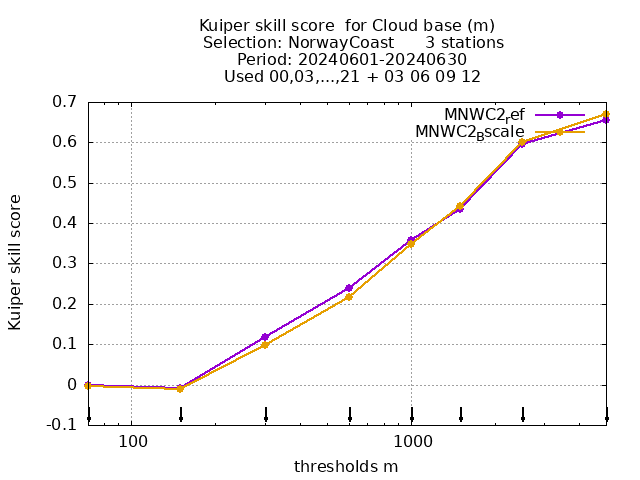 Kuiper skill score  for Cloud base (m)
Selection: NorwayCoast      3 stations
Period: 20240601-20240630
Used 00,03,...,21 + 03 06 09 12
MNWC2ref
MNWC2Bscale
0.7
0.6
0.5
0.4
0.3
0.2
0.1
0
-0.1
Kuiper skill score
100 1000
thresholds m